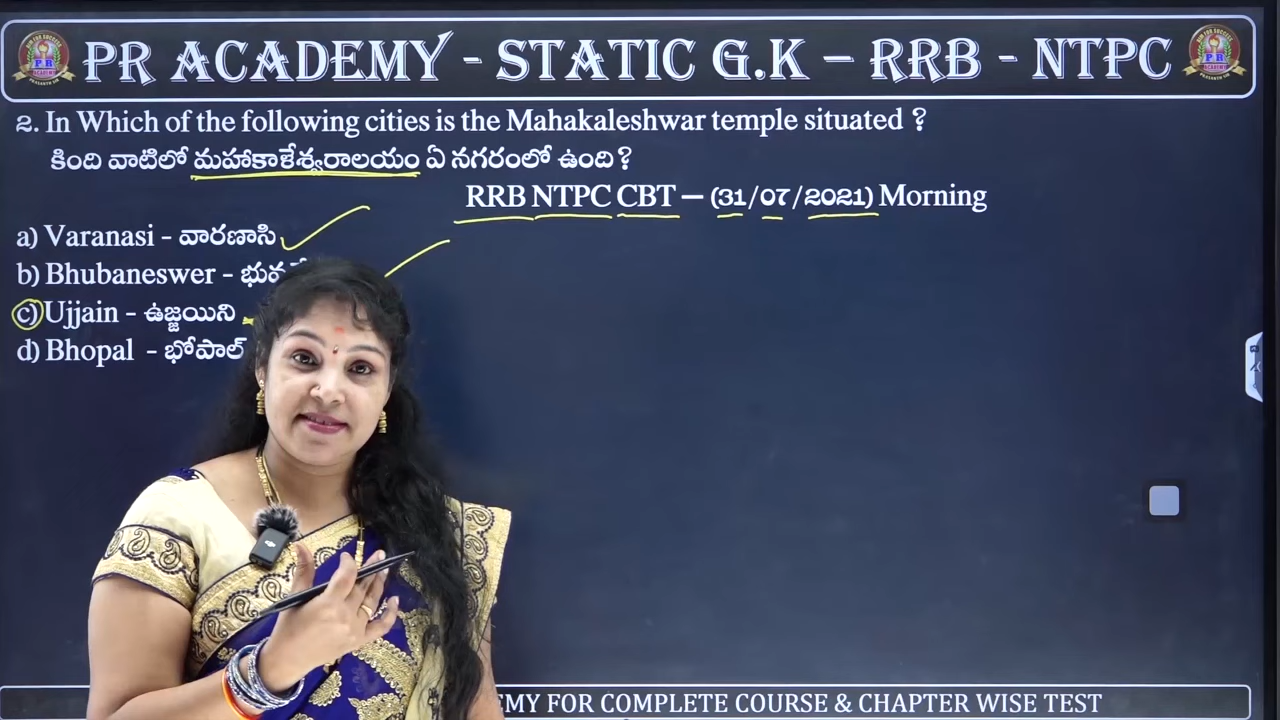 PR ACADEMY - STATIC G.K – RRB - NTPC
2. In Which of the following cities is the Mahakaleshwar temple situated ?
కింది వాటిలో మహాకాళేశ్వరాలయం ఏ నగరంలో ఉంది?
RRB NTPC CBT – (31/07/2021) Morning
a) Varanasi - వారణాసి
b) Bhubaneswer -
c) Ujjain - ఉజ్జయిని
d) Bhopal - భోపాల్
FOR COMPLETE COURSE & CHAPTER WISE TEST